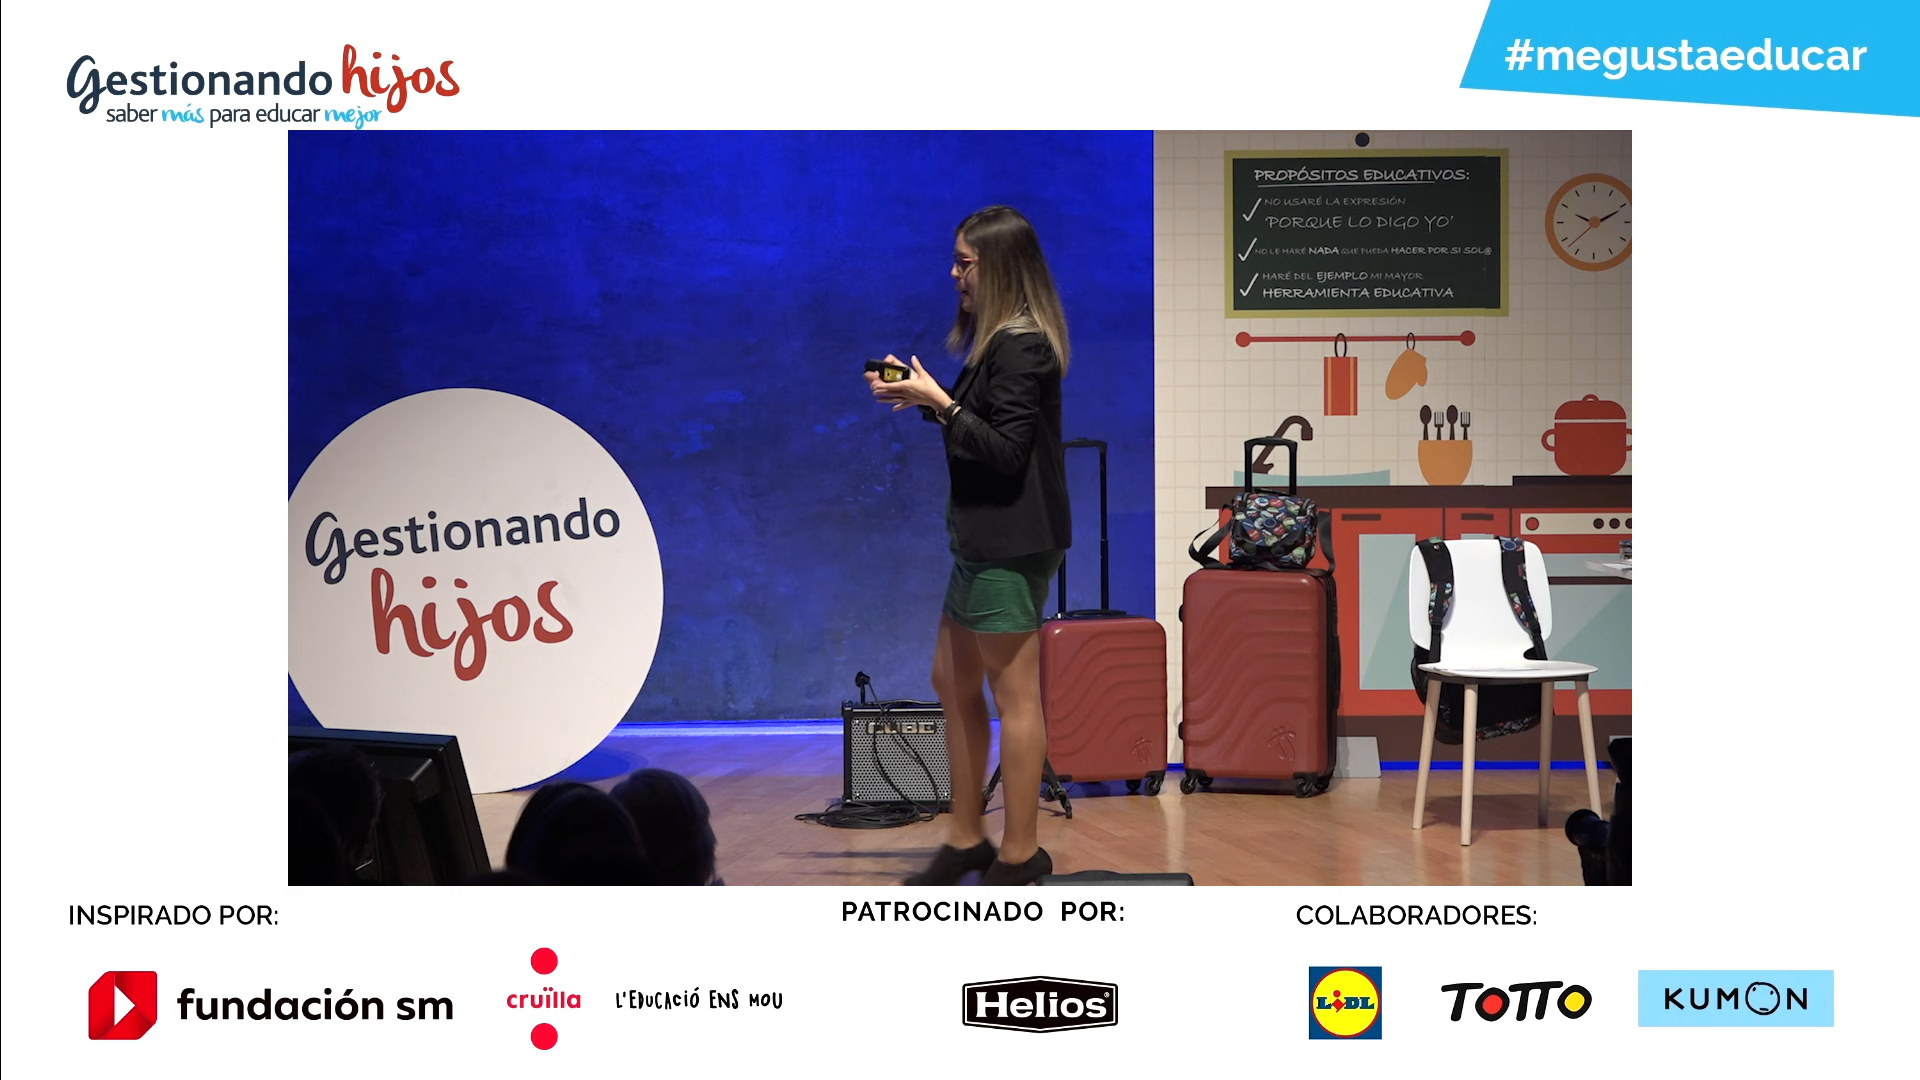 Gestionando hijos
saber más para educar mejor
#megustaeducar
PROPÓSITOS EDUCATIVOS:
NO USARÉ LA EXPRESIÓN
'PORQUE LO DIGO YO'
NO LE HARÉ NADA QUE PUEDA HACER POR SI SOL@
HARÉ DEL EJEMPLO MI MAYOR
HERRAMIENTA EDUCATIVA
Gestionando
hijos
CUBE
INSPIRADO POR:
PATROCINADO POR:
COLABORADORES:
fundación sm
cruïlla
L'EDUCACIÓ ENS MOU
Helios
LIDL
TOTTO
KUMON